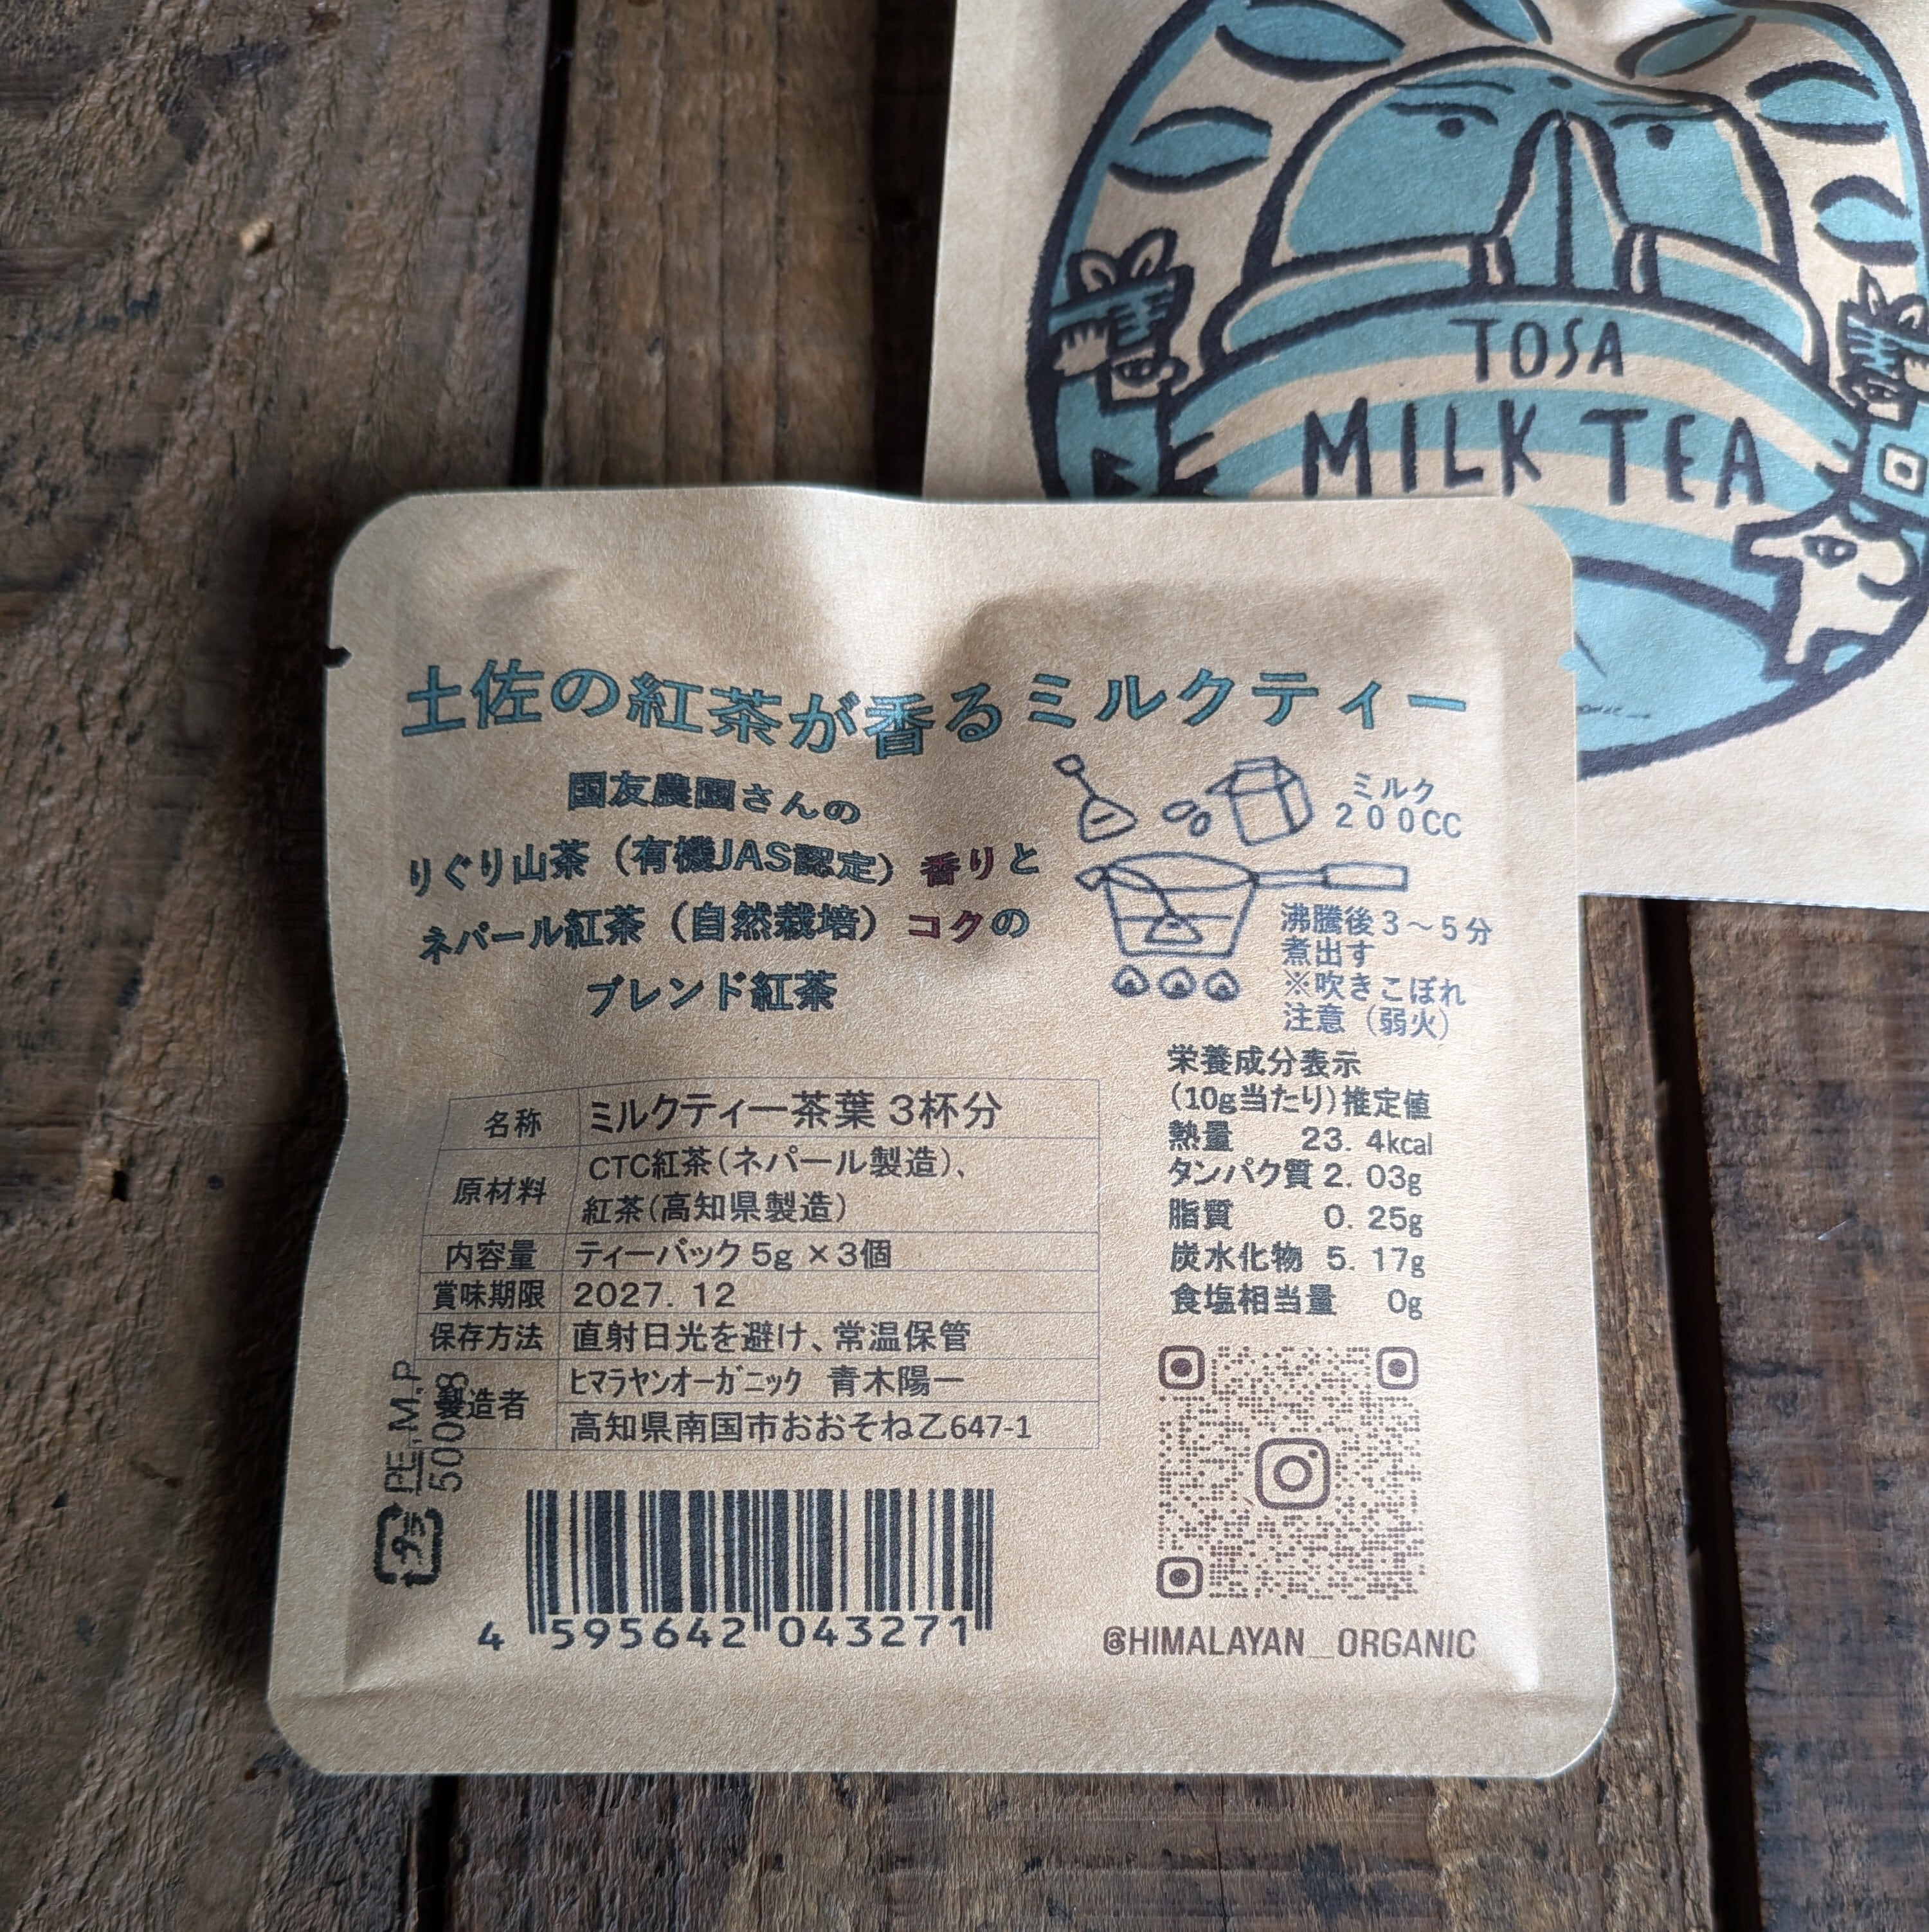 TOSA
MILK TEA
土佐の紅茶が香るミルクティー
国友農園さんの
りぐり山茶（有機JAS認定）香りと
ネパール紅茶（自然栽培）コクの
ブレンド紅茶
ミルク
200CC
沸騰後3～5分
煮出す
※吹きこぼれ
注意（弱火）
名称 ミルクティー茶葉 3杯分
原材料 CTC紅茶（ネパール製造）、
紅茶（高知県製造）
内容量 ティーバック 5g ×3個
賞味期限 2027. 12
保存方法 直射日光を避け、常温保管
製造者 ﾋﾏﾗﾔﾝｵｰｶﾞﾆｯｸ 青木陽一
高知県南国市おおそね乙647-1
栄養成分表示
(10g当たり)推定値
熱量 23. 4kcal
タンパク質 2. 03g
脂質 0. 25g
炭水化物 5. 17g
食塩相当量 0g
プラ
PE,M,P
4 595642 043271
@HIMALAYAN_ORGANIC